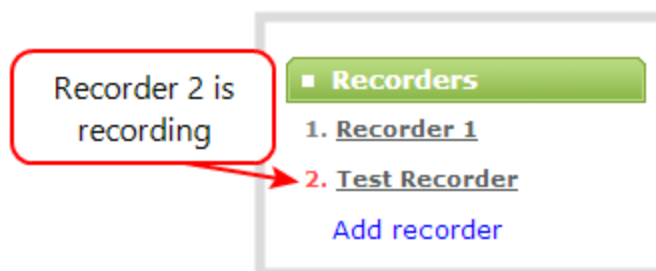 Recorder 2 is
recording
Recorders
1. Recorder 1
2. Test Recorder
Add recorder